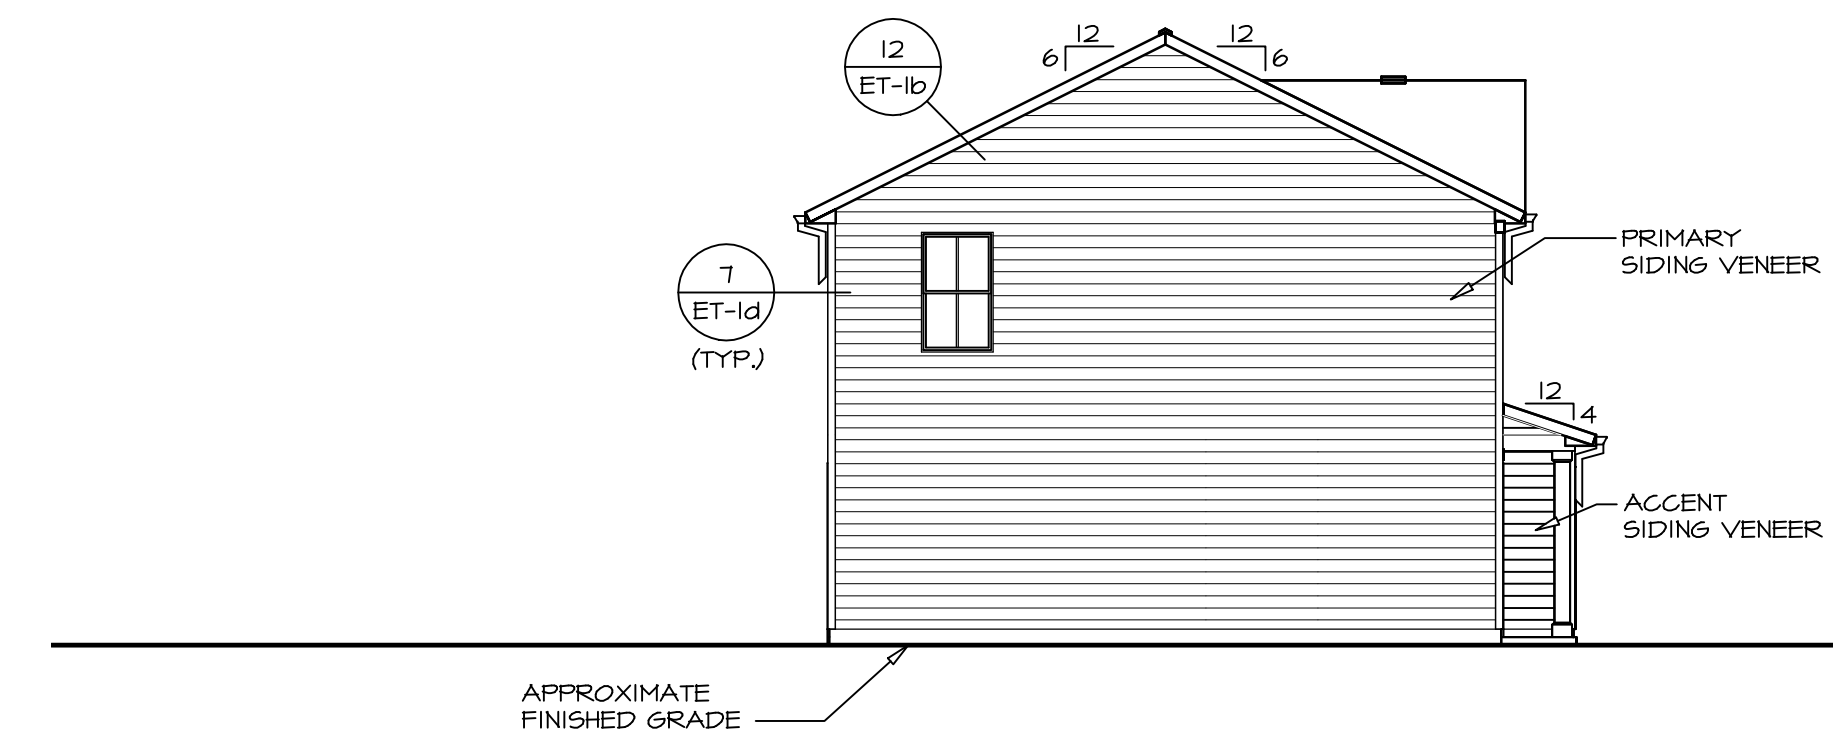 12
ET-1b
12
6
12
6
7
ET-1d
(TYP.)
PRIMARY
SIDING VENEER
12
4
ACCENT
SIDING VENEER
APPROXIMATE
FINISHED GRADE